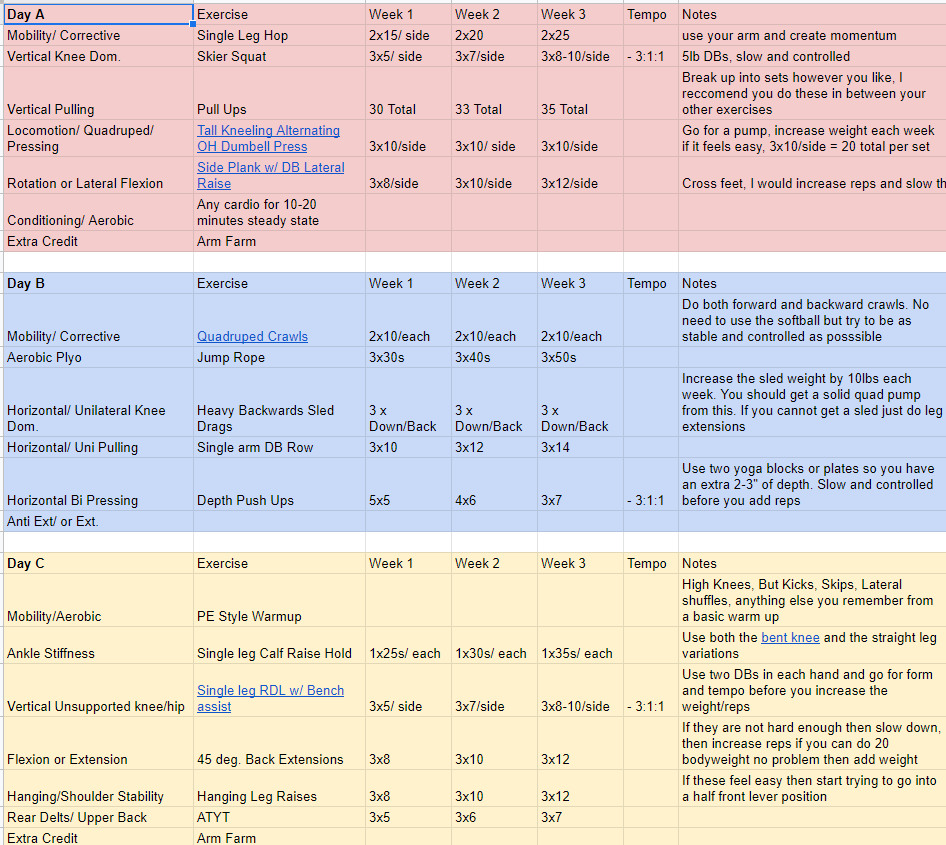 Day A Exercise Week 1 Week 2 Week 3 Tempo Notes
Mobility/ Corrective Single Leg Hop 2x15/ side 2x20 2x25 use your arm and create momentum
Vertical Knee Dom. Skier Squat 3x5/ side 3x7/side 3x8-10/side - 3:1:1 5lb DBs, slow and controlled
Break up into sets however you like, I
reccomend you do these in between your
Vertical Pulling Pull Ups 30 Total 33 Total 35 Total other exercises
Locomotion/ Quadruped/ Tall Kneeling Alternating Go for a pump, increase weight each week
Pressing OH Dumbell Press 3x10/side 3x10/ side 3x10/side if it feels easy, 3x10/side = 20 total per set
Side Plank w/ DB Lateral
Rotation or Lateral Flexion Raise 3x8/side 3x10/side 3x12/side Cross feet, I would increase reps and slow th
Any cardio for 10-20
Conditioning/ Aerobic minutes steady state
Extra Credit Arm Farm
Day B Exercise Week 1 Week 2 Week 3 Tempo Notes
Do both forward and backward crawls. No
need to use the softball but try to be as
Mobility/ Corrective Quadruped Crawls 2x10/each 2x10/each 2x10/each stable and controlled as posssible
Aerobic Plyo Jump Rope 3x30s 3x40s 3x50s
Increase the sled weight by 10lbs each
week. You should get a solid quad pump
Horizontal/ Unilateral Knee Heavy Backwards Sled 3 x 3 x 3 x from this. If you cannot get a sled just do leg
Dom. Drags Down/Back Down/Back Down/Back extensions
Horizontal/ Uni Pulling Single arm DB Row 3x10 3x12 3x14
Use two yoga blocks or plates so you have
an extra 2-3" of depth. Slow and controlled
Horizontal Bi Pressing Depth Push Ups 5x5 4x6 3x7 - 3:1:1 before you add reps
Anti Ext/ or Ext.
Day C Exercise Week 1 Week 2 Week 3 Tempo Notes
High Knees, But Kicks, Skips, Lateral
shuffles, anything else you remember from
Mobility/Aerobic PE Style Warmup a basic warm up
Use both the bent knee and the straight leg
Ankle Stiffness Single leg Calf Raise Hold 1x25s/ each 1x30s/ each 1x35s/ each variations
Use two DBs in each hand and go for form
Single leg RDL w/ Bench and tempo before you increase the
Vertical Unsupported knee/hip assist 3x5/ side 3x7/side 3x8-10/side - 3:1:1 weight/reps
If they are not hard enough then slow down,
then increase reps if you can do 20
Flexion or Extension 45 deg. Back Extensions 3x8 3x10 3x12 bodyweight no problem then add weight
If these feel easy then start trying to go into
Hanging/Shoulder Stability Hanging Leg Raises 3x8 3x10 3x12 a half front lever position
Rear Delts/ Upper Back ATYT 3x5 3x6 3x7
Extra Credit Arm Farm